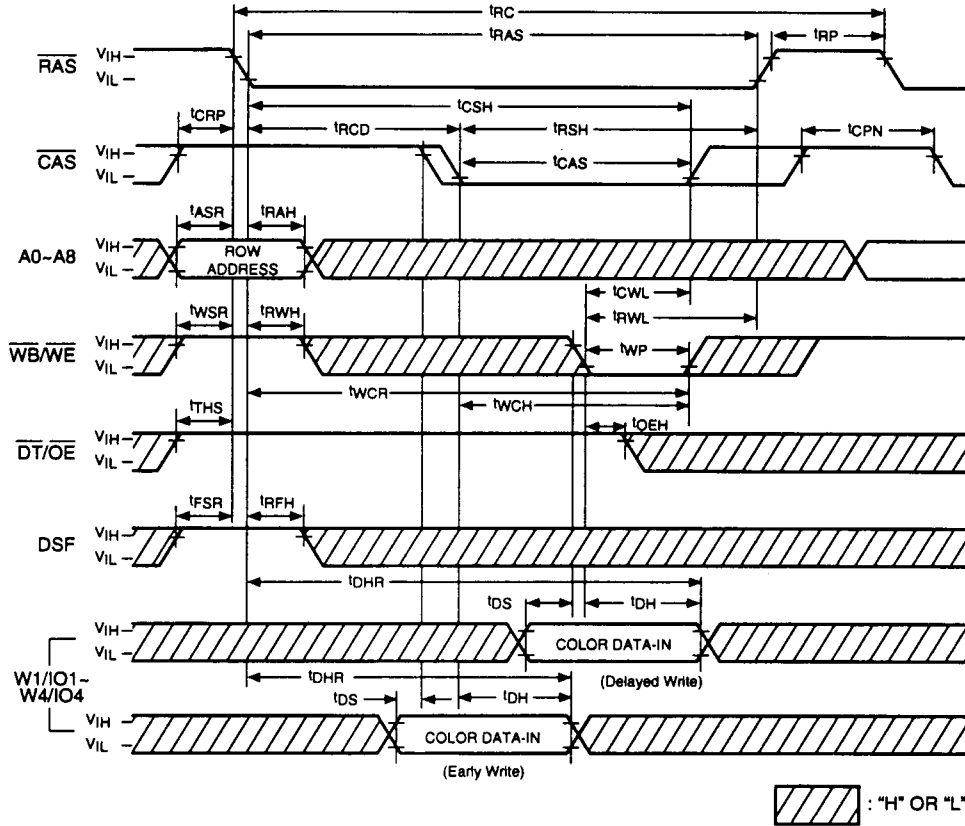 tRC
tRAS
tRP
RAS
VIH
VIL
tCSH
tCRP
tRCD
tRSH
tCPN
CAS
VIH
VIL
tCAS
tASR
tRAH
A0~A8
VIH
VIL
ROW
ADDRESS
tCWL
tWSR
tRWH
tRWL
WB/WE
VIH
VIL
tWP
tWCR
tWCH
tTHS
tOEH
DT/OE
VIH
VIL
tFSR
tRFH
DSF
VIH
VIL
tDHR
tDS
tDH
VIH
VIL
COLOR DATA-IN
(Delayed Write)
W1/IO1~
W4/IO4
tDHR
tDS
tDH
VIH
VIL
COLOR DATA-IN
(Early Write)
: "H" OR "L"